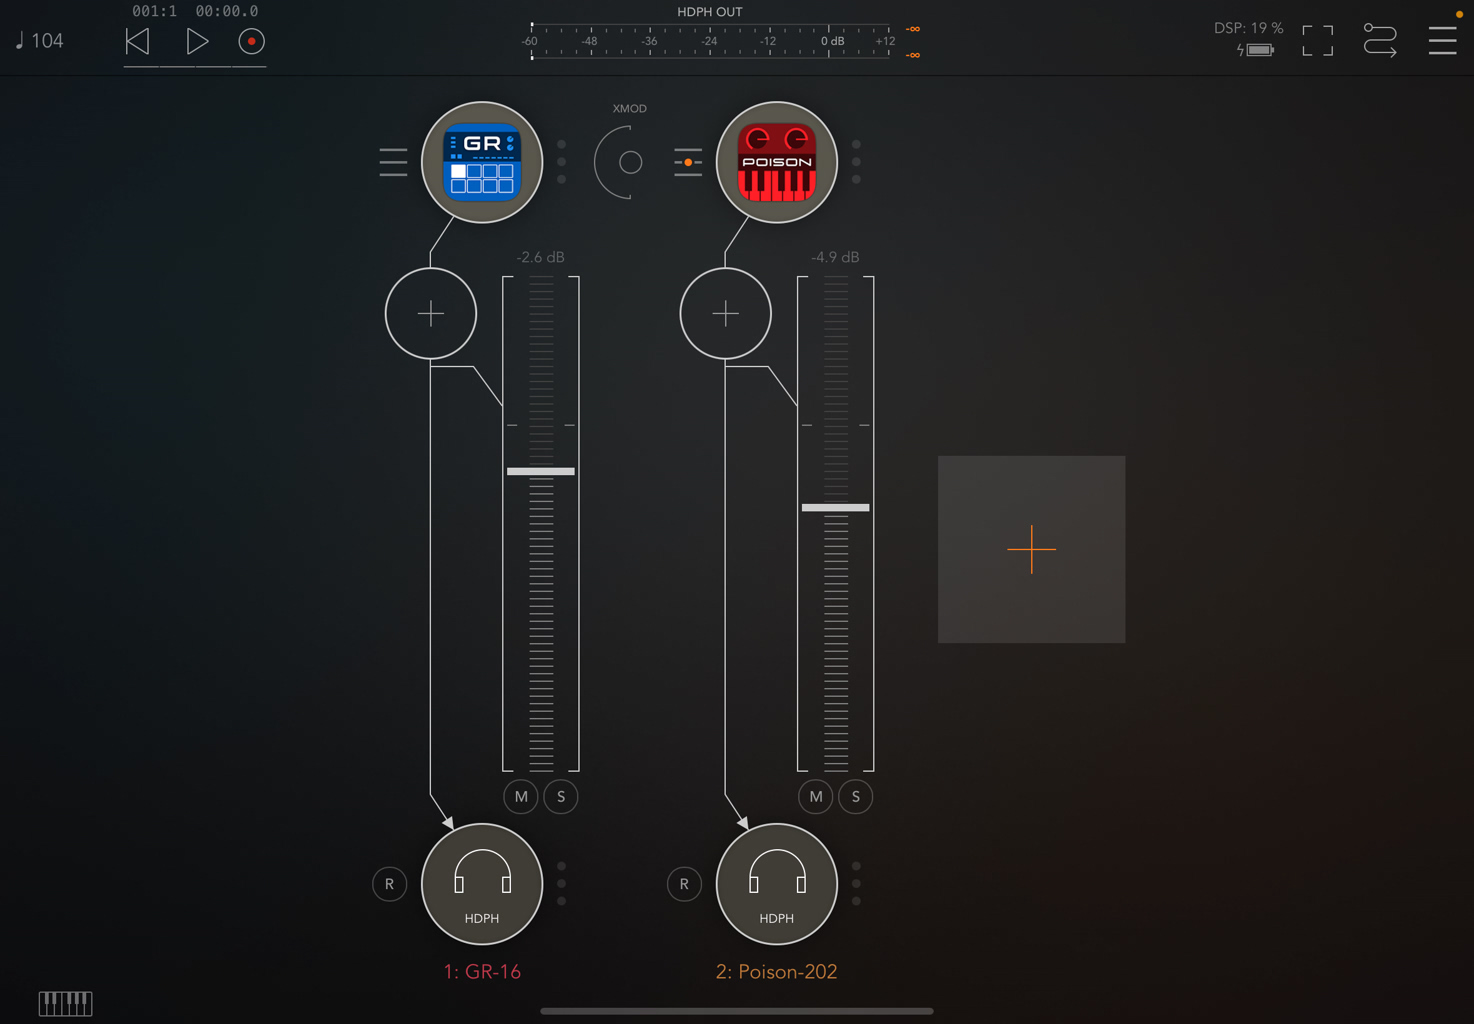 001:1 00:00.0
♩ 104
HDPH OUT
-60 -48 -36 -24 -12 0 dB +12
-∞
-∞
DSP: 19 %
XMOD
GR
POISON
-2.6 dB
-4.9 dB
M S
M S
R
HDPH
R
HDPH
1: GR-16
2: Poison-202